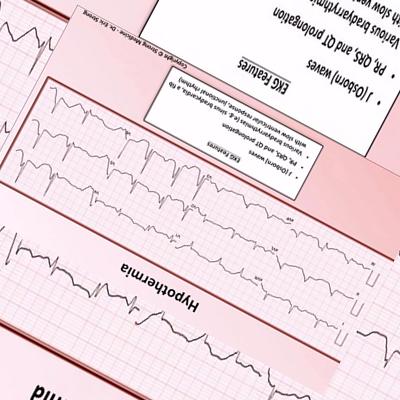 Hypothermia
EKG Features
• J (Osborn) waves
• PR, QRS, and QT prolongation
• Various bradyarrhythmias (e.g. sinus bradycardia, a fib
with slow ventricular response, junctional rhythm)
Copyright © Strong Medicine - Dr. Eric Strong
EKG Features
• J (Osborn) waves
• PR, QRS, and QT prolongation
• Various bradyarrhythmias
with slow